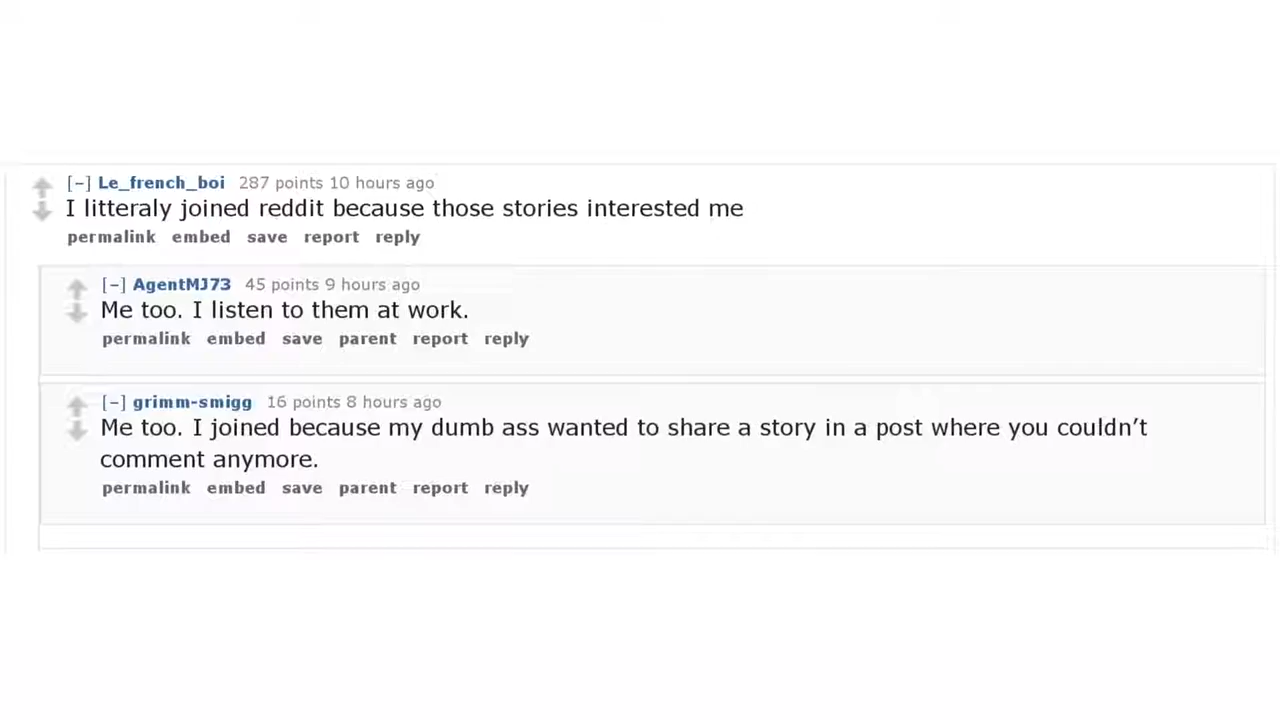 [–] Le_french_boi 287 points 10 hours ago
I litteraly joined reddit because those stories interested me
permalink embed save report reply
[–] AgentMJ73 45 points 9 hours ago
Me too. I listen to them at work.
permalink embed save parent report reply
[–] grimm-smigg 16 points 8 hours ago
Me too. I joined because my dumb ass wanted to share a story in a post where you couldn’t
comment anymore.
permalink embed save parent report reply